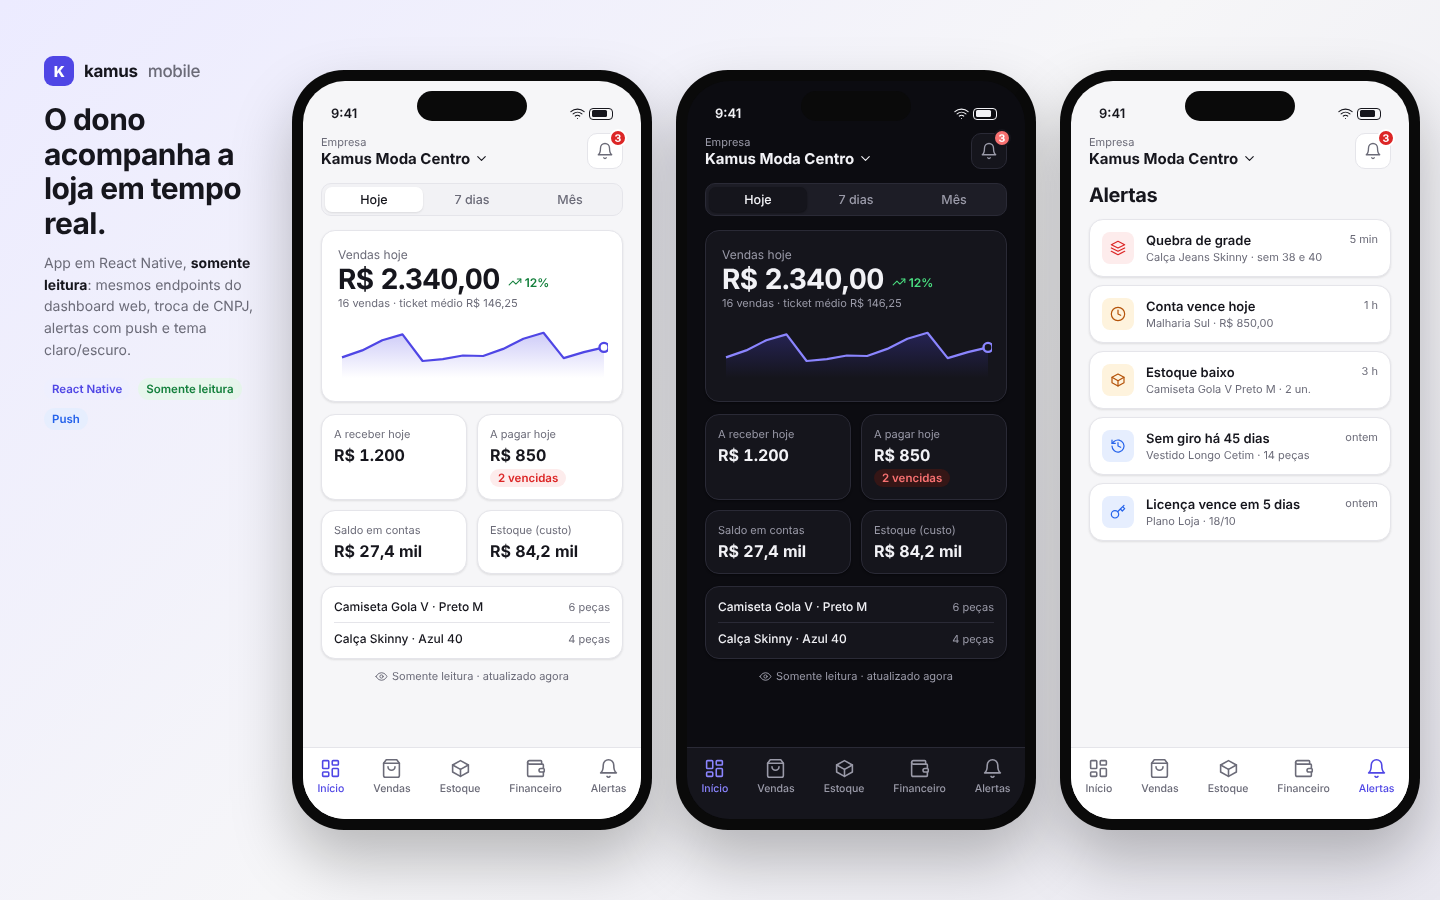 K kamus mobile
O dono
acompanha a
loja em tempo
real.
App em React Native, somente
leitura: mesmos endpoints do
dashboard web, troca de CNPJ,
alertas com push e tema
claro/escuro.
React Native Somente leitura
Push
9:41
Empresa
Kamus Moda Centro
3
Hoje 7 dias Mês
Vendas hoje
R$ 2.340,00 12%
16 vendas · ticket médio R$ 146,25
A receber hoje
R$ 1.200
A pagar hoje
R$ 850
2 vencidas
Saldo em contas
R$ 27,4 mil
Estoque (custo)
R$ 84,2 mil
Camiseta Gola V · Preto M 6 peças
Calça Skinny · Azul 40 4 peças
Somente leitura · atualizado agora
Início Vendas Estoque Financeiro Alertas
9:41
Empresa
Kamus Moda Centro
3
Hoje 7 dias Mês
Vendas hoje
R$ 2.340,00 12%
16 vendas · ticket médio R$ 146,25
A receber hoje
R$ 1.200
A pagar hoje
R$ 850
2 vencidas
Saldo em contas
R$ 27,4 mil
Estoque (custo)
R$ 84,2 mil
Camiseta Gola V · Preto M 6 peças
Calça Skinny · Azul 40 4 peças
Somente leitura · atualizado agora
Início Vendas Estoque Financeiro Alertas
9:41
Empresa
Kamus Moda Centro
3
Alertas
Quebra de grade 5 min
Calça Jeans Skinny · sem 38 e 40
Conta vence hoje 1 h
Malharia Sul · R$ 850,00
Estoque baixo 3 h
Camiseta Gola V Preto M · 2 un.
Sem giro há 45 dias ontem
Vestido Longo Cetim · 14 peças
Licença vence em 5 dias ontem
Plano Loja · 18/10
Início Vendas Estoque Financeiro Alertas